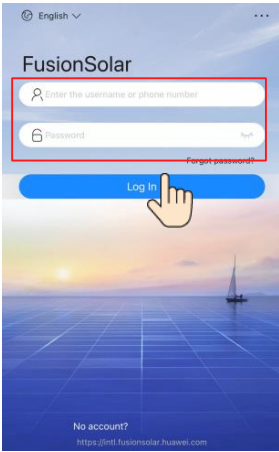 English
FusionSolar
Enter the username or phone number
Password
Forgot password?
Log In
No account?
https://intl.fusionsolar.huawei.com